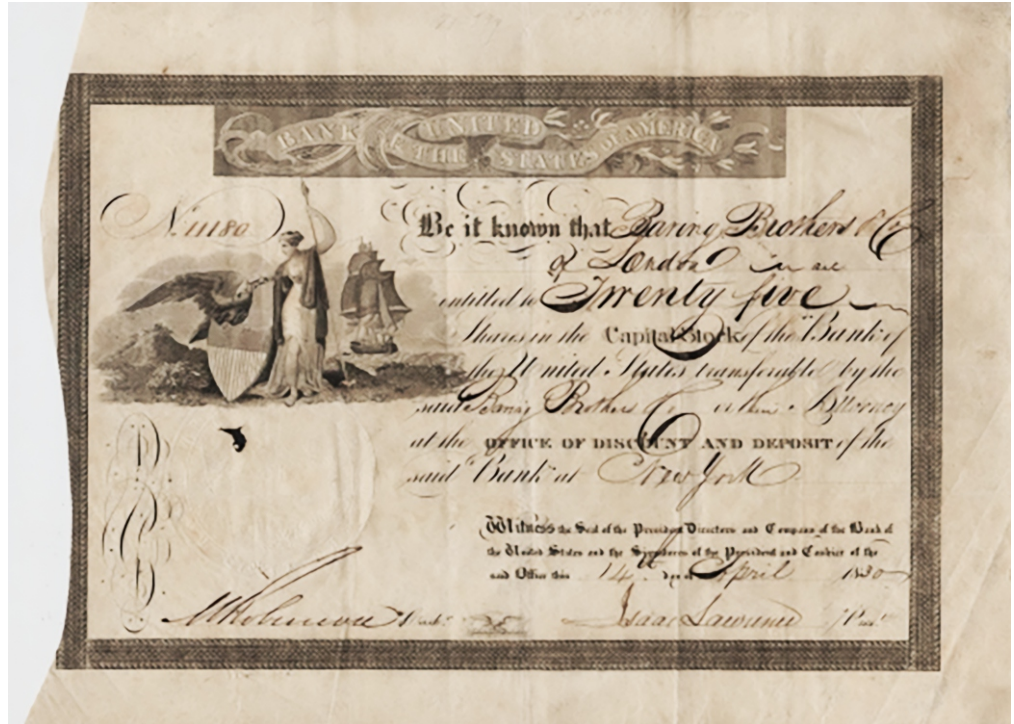 BANK OF THE UNITED STATES OF AMERICA
N. 11180
Be it known that Baring Brothers & Co
of London are
entitled to Twenty five
Shares in the Capital Stock of the Bank of
the United States transferable by the
said Baring Brothers Co or their Attorney
at the OFFICE OF DISCOUNT AND DEPOSIT of the
said Bank at New York
Witness the Seal of the President Directors and Company of the Bank of
the United States and the Signatures of the President and Cashier of the
said Office this 14th day of April 1830
Isaac Lawrence Presdt